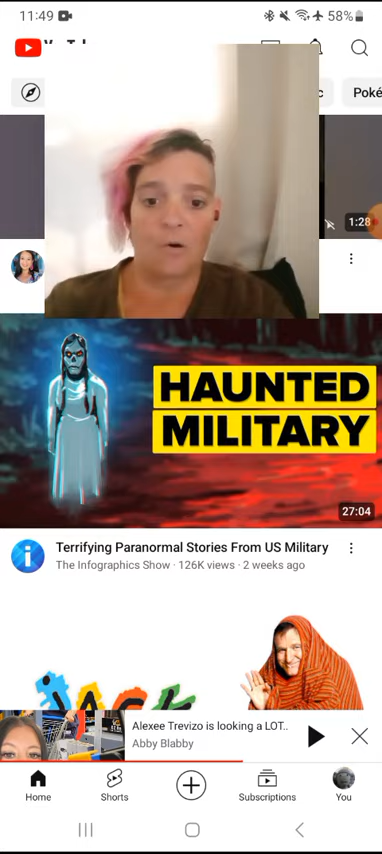 11:49
58%
Poké
1:28
HAUNTED
MILITARY
27:04
Terrifying Paranormal Stories From US Military
The Infographics Show · 126K views · 2 weeks ago
JACK
Alexee Trevizo is looking a LOT..
Abby Blabby
Home
Shorts
Subscriptions
You